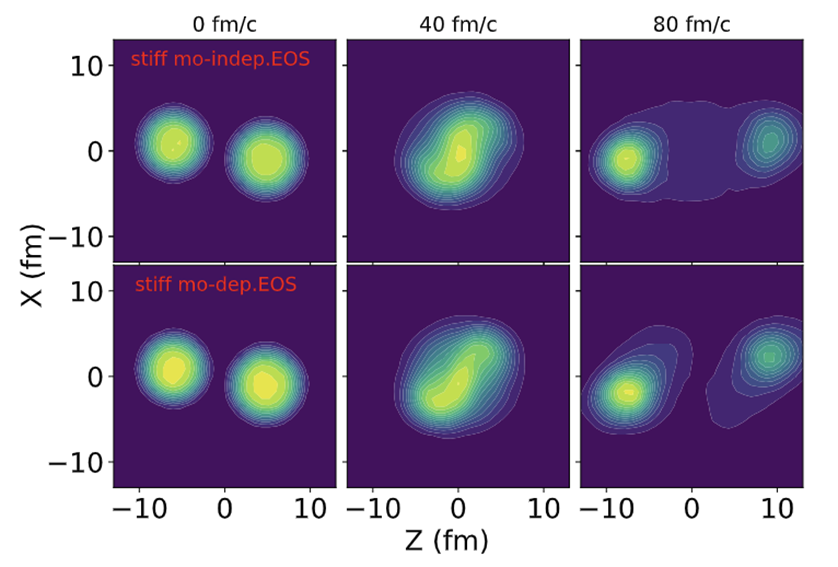 0 fm/c 40 fm/c 80 fm/c
stiff mo-indep.EOS
10
0
−10
X (fm)
stiff mo-dep.EOS
10
0
−10
−10 0 10 −10 0 10 −10 0 10
Z (fm)